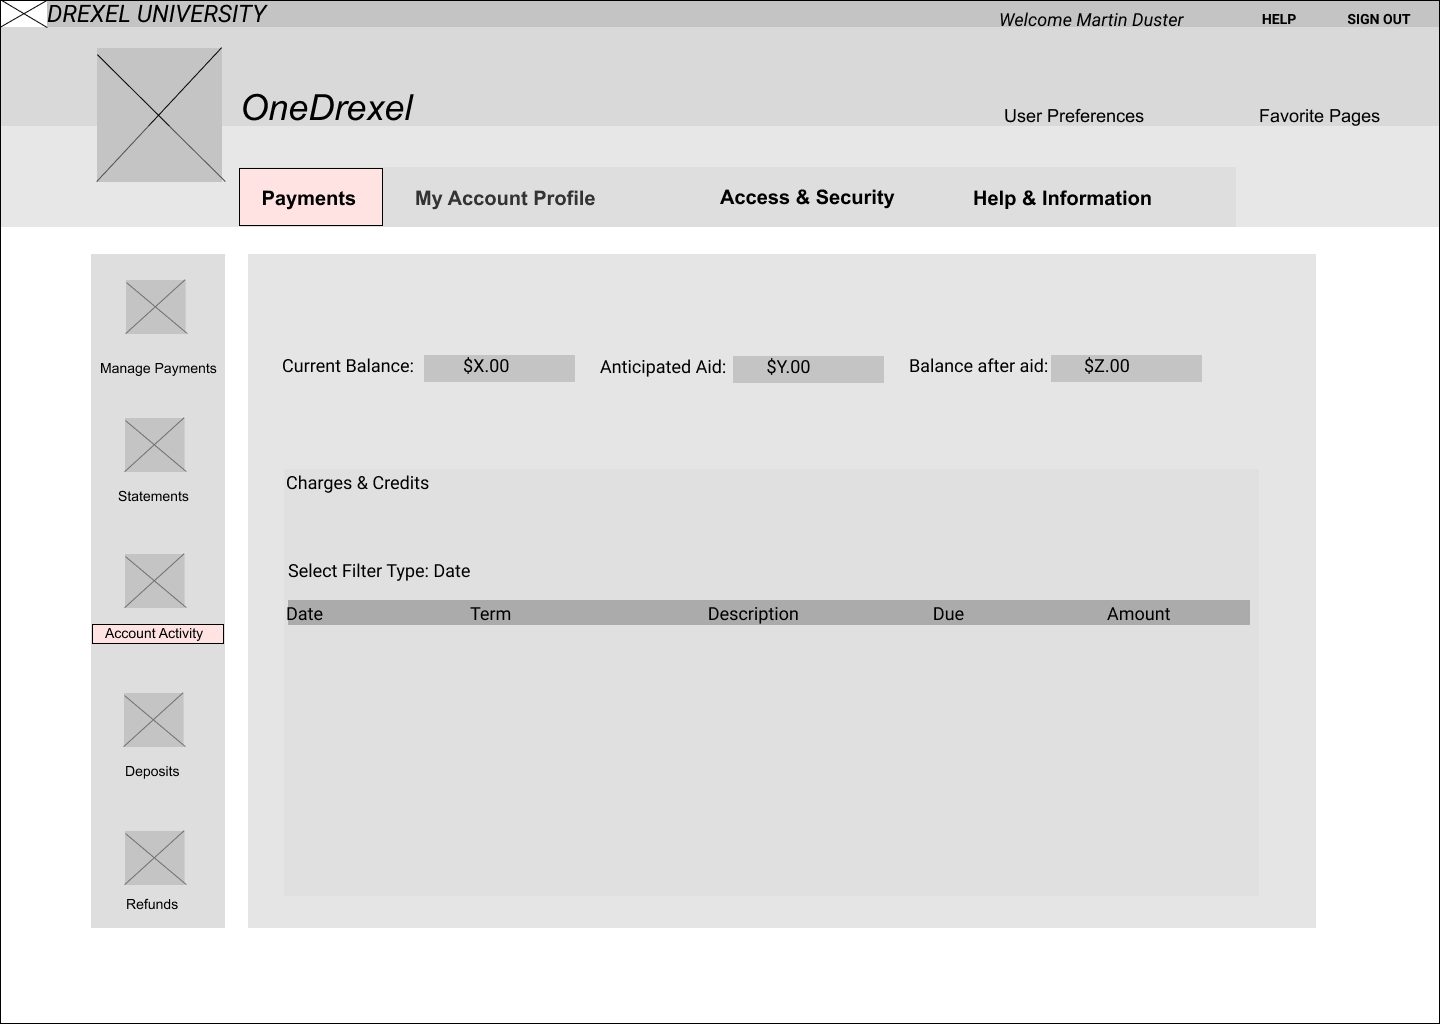 DREXEL UNIVERSITY
Welcome Martin Duster
HELP
SIGN OUT
OneDrexel
User Preferences
Favorite Pages
Payments
My Account Profile
Access & Security
Help & Information
Manage Payments
Statements
Account Activity
Deposits
Refunds
Current Balance: $X.00
Anticipated Aid: $Y.00
Balance after aid: $Z.00
Charges & Credits
Select Filter Type: Date
Date Term Description Due Amount